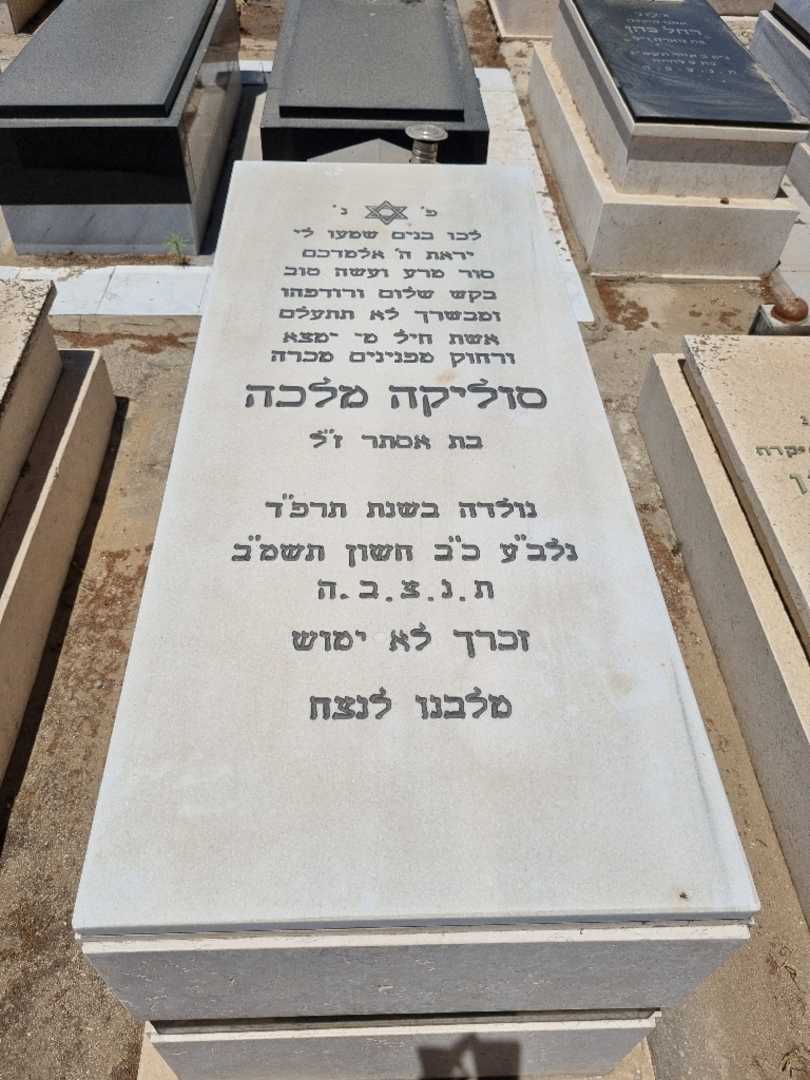 פ' נ'
לכו בנים שמעו לי
יראת ה' אלמדכם
סור מרע ועשה טוב
בקש שלום ורודפהו
ומבשרך לא תתעלם
אשת חיל מי ימצא
ורחוק מפנינים מכרה
סוליקה מלכה
בת אסתר ז"ל
נולדה בשנת תרפ"ד
נלב"ע כ"ב חשון תשמ"ב
ת.נ.צ.ב.ה
זכרך לא ימוש
מלבנו לנצח
רחל כהן